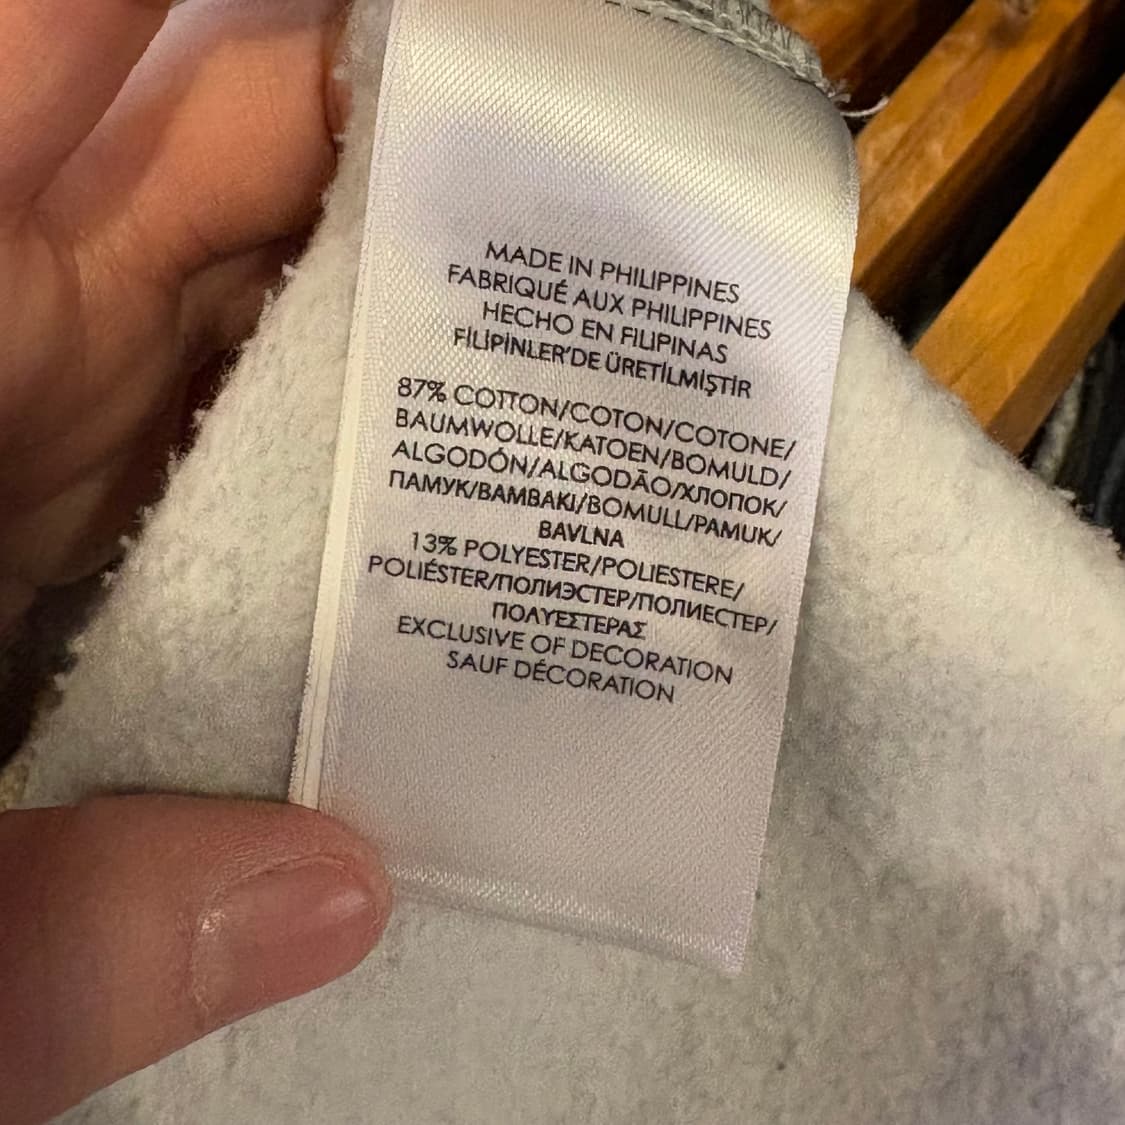 MADE IN PHILIPPINES
FABRIQUÉ AUX PHILIPPINES
HECHO EN FILIPINAS
FİLİPİNLER'DE ÜRETİLMİŞTİR
87% COTTON/COTON/COTONE/
BAUMWOLLE/KATOEN/BOMULD/
ALGODÓN/ALGODÃO/ХЛОПОК/
ПАМУК/ΒΑΜΒΑΚΙ/BOMULL/PAMUK/
BAVLNA
13% POLYESTER/POLIESTERE/
POLIÉSTER/ПОЛИЭСТЕР/ПОЛИЕСТЕР/
ΠΟΛΥΕΣΤΕΡΑΣ
EXCLUSIVE OF DECORATION
SAUF DÉCORATION